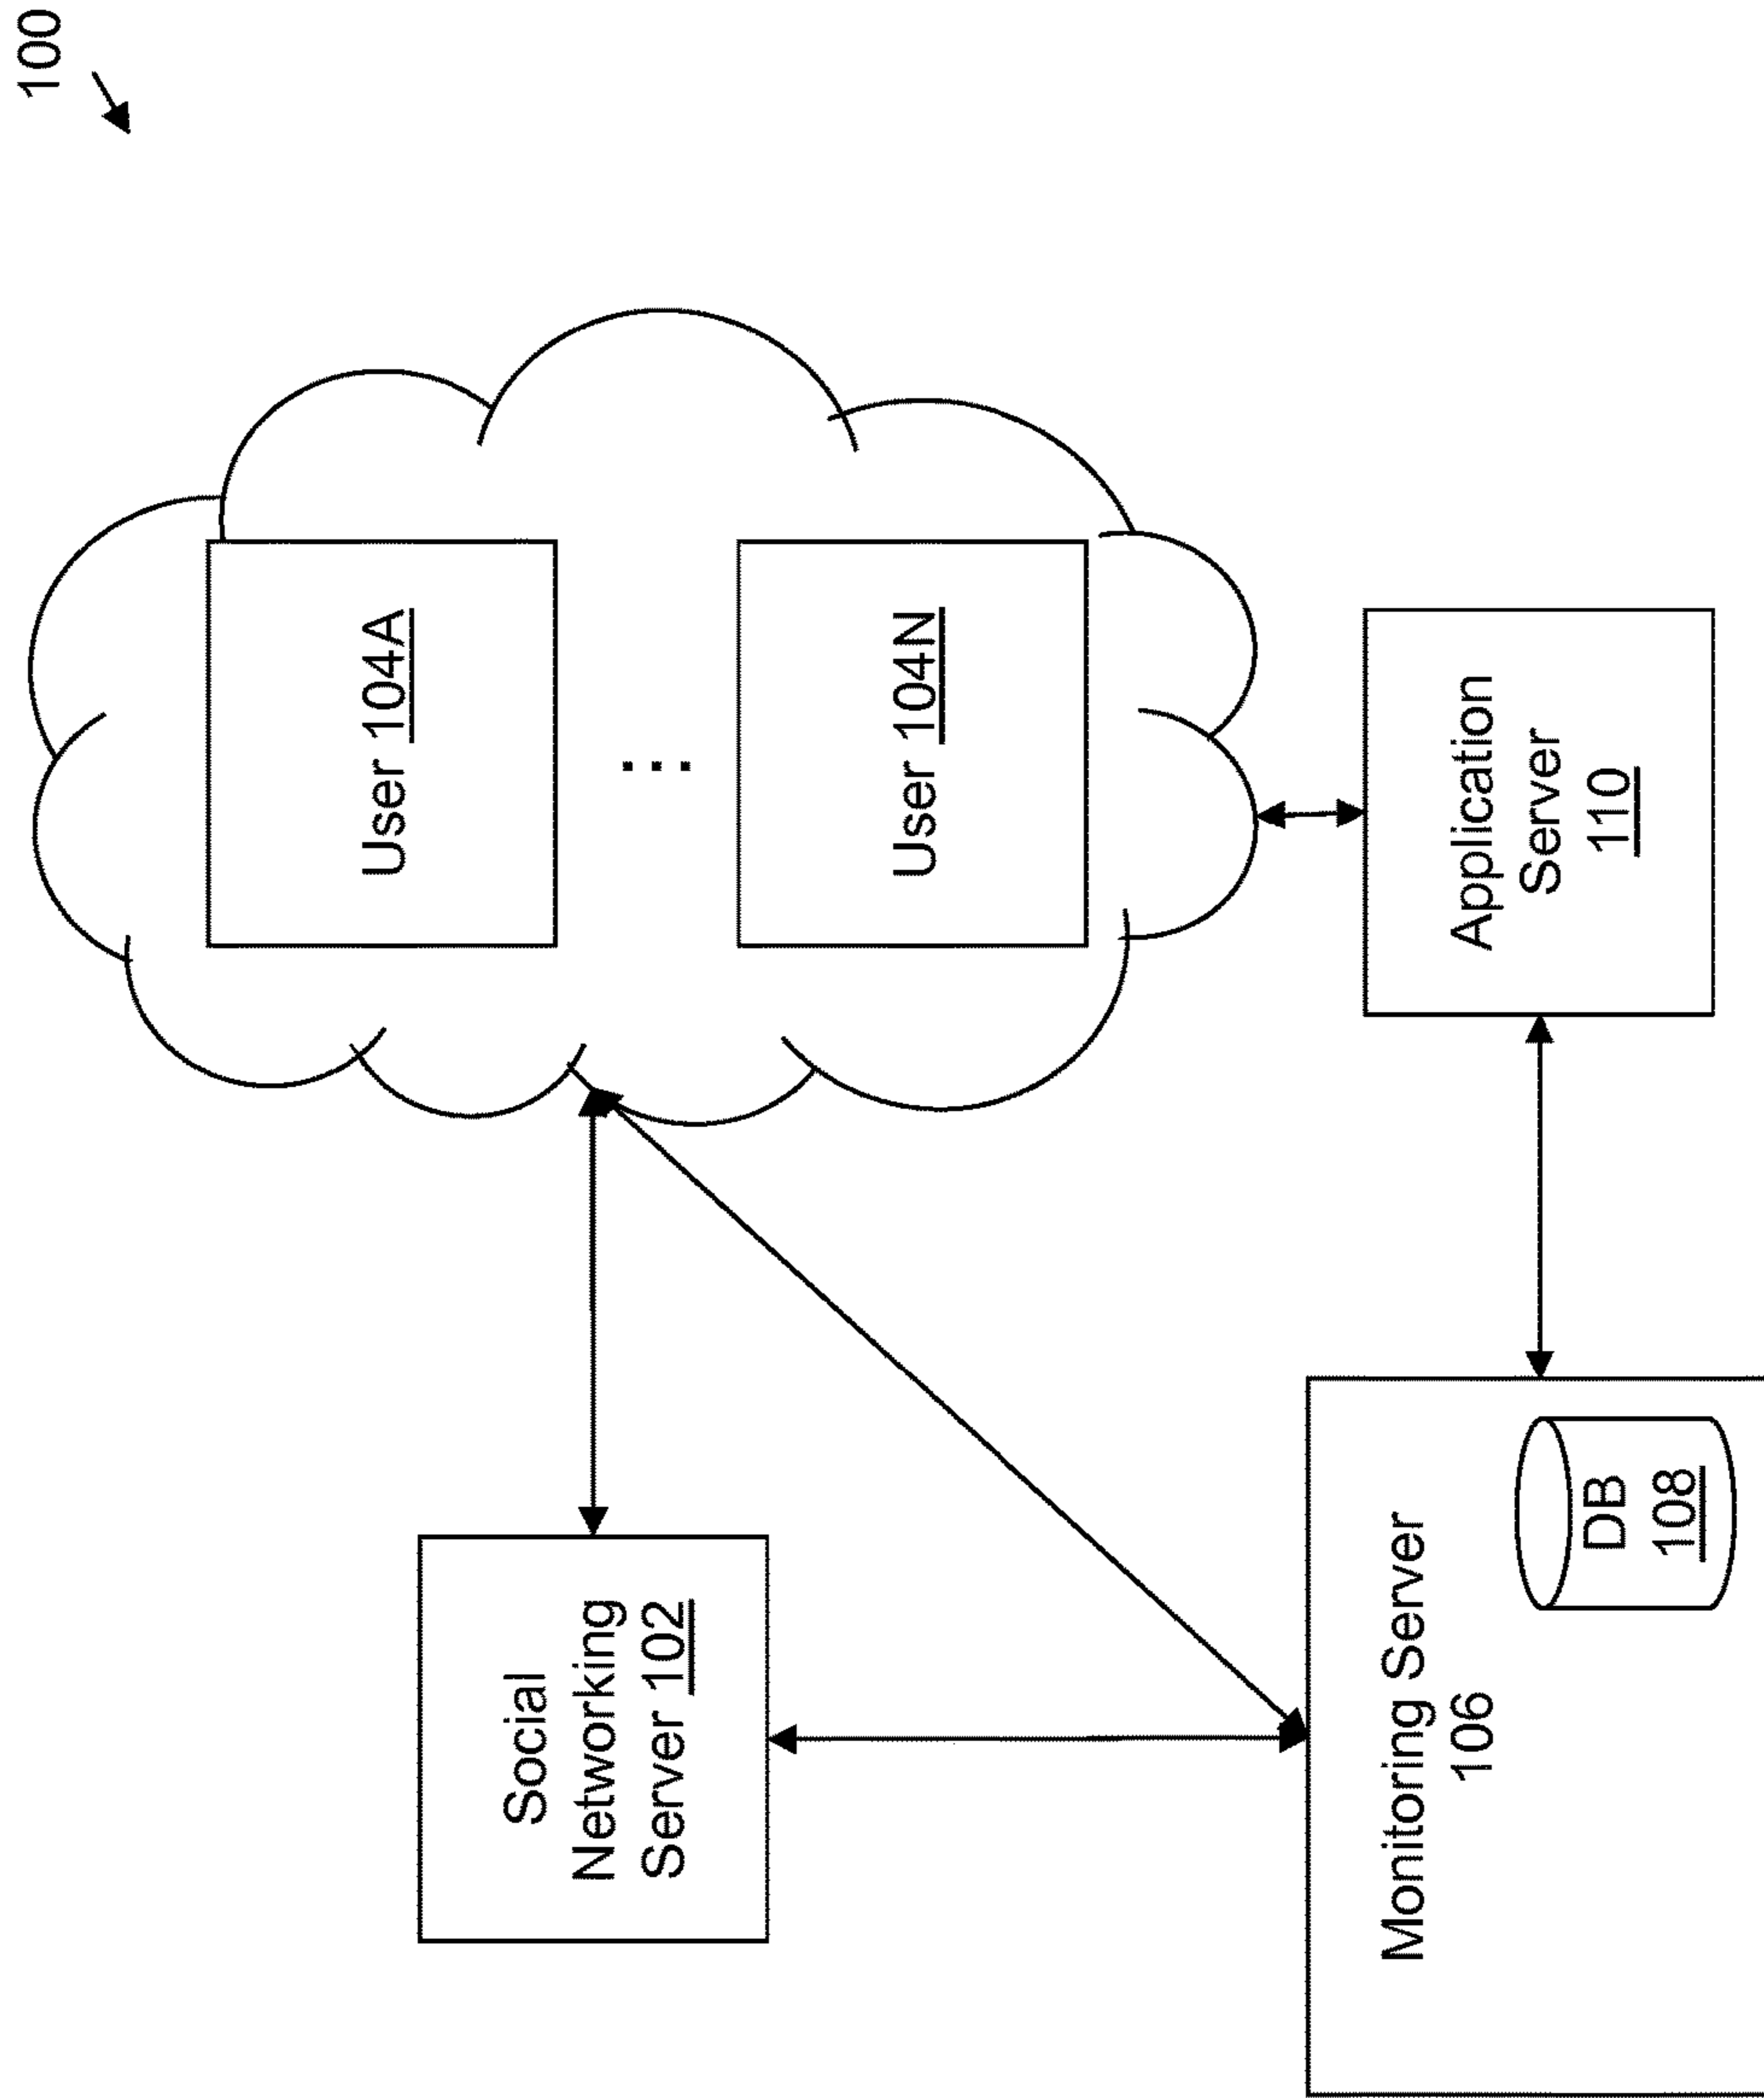 100
Social
Networking
Server 102
User 104A
...
User 104N
Monitoring Server
106
DB
108
Application
Server
110